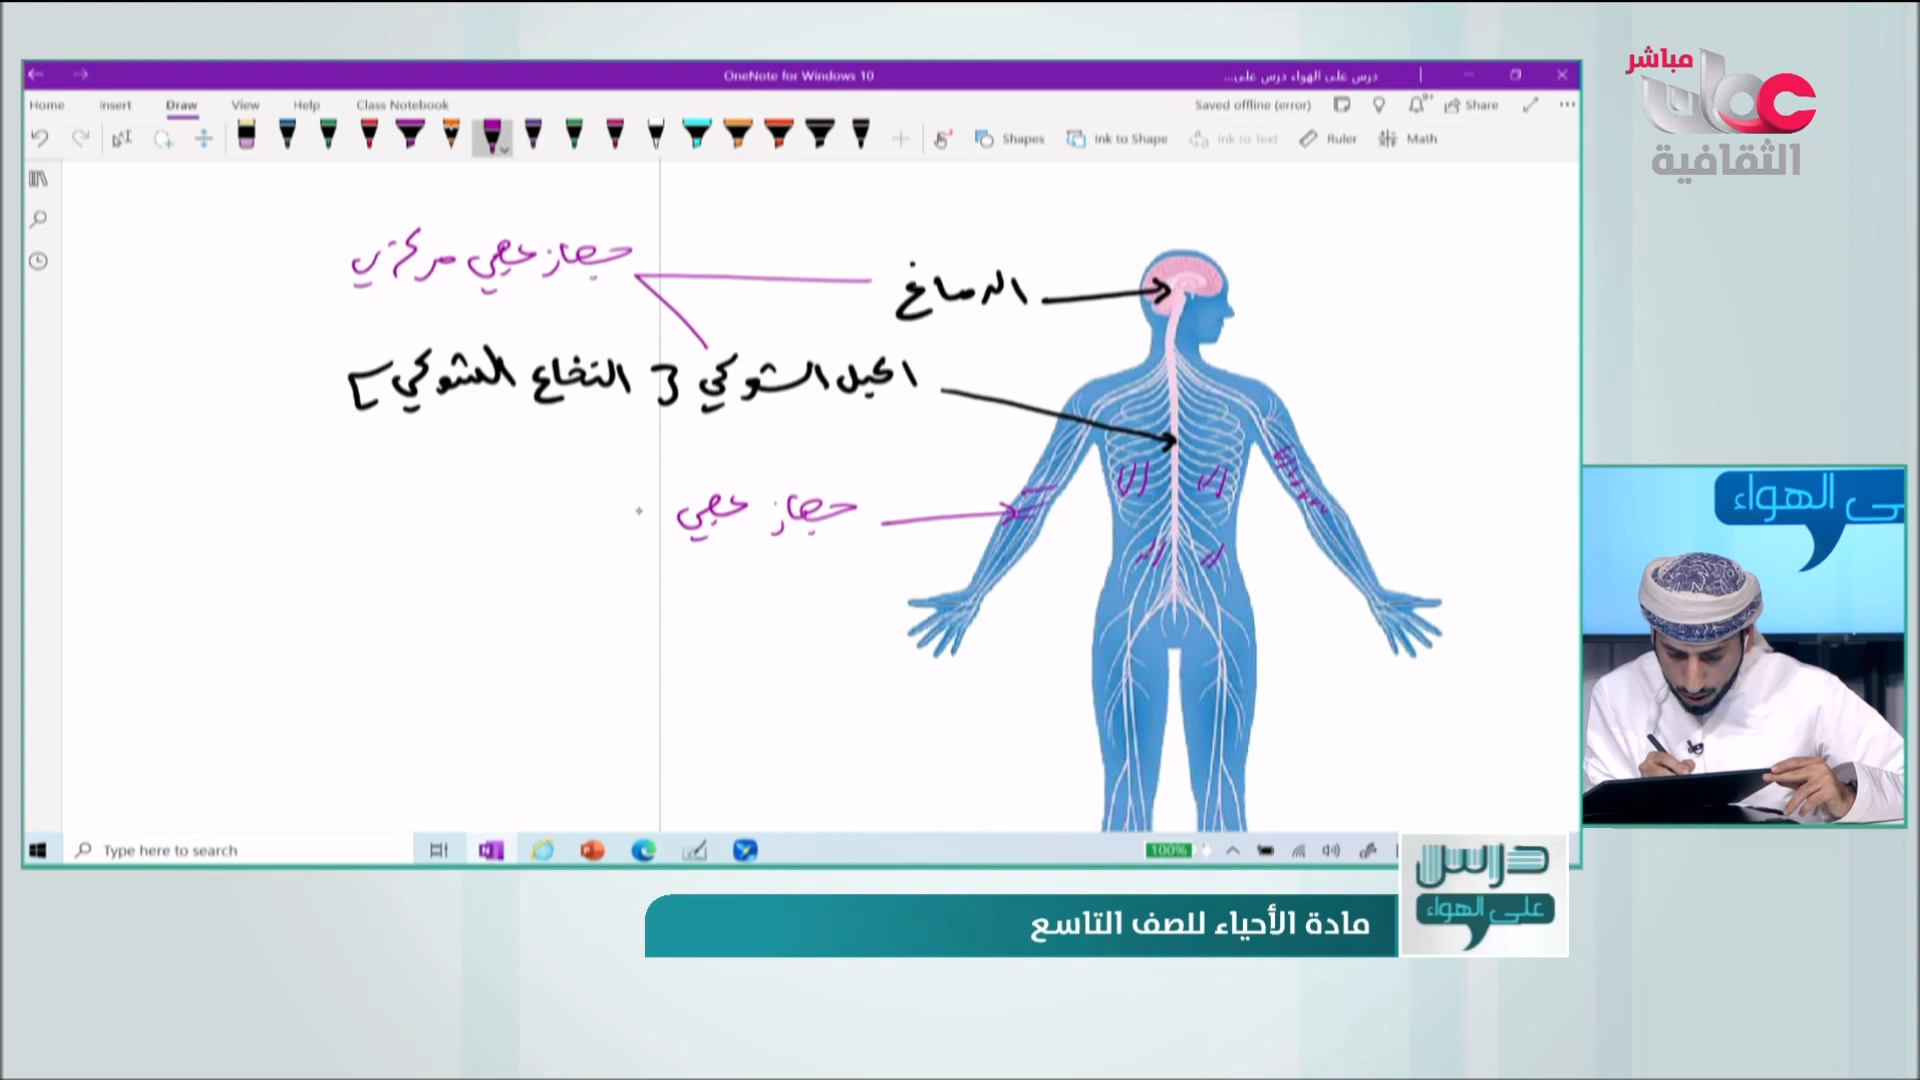 مباشر
عمان
الثقافية
OneNote for Windows 10
درس على الهواء درس على...
Home Insert Draw View Help Class Notebook
Saved offline (error) Share
Shapes Ink to Shape Ink to Text Ruler Math
جهاز عصبي مركزي
الدماغ
الحبل الشوكي [ النخاع الشوكي ]
جهاز عصبي
على الهواء
Type here to search
100%
درس
على الهواء
مادة الأحياء للصف التاسع